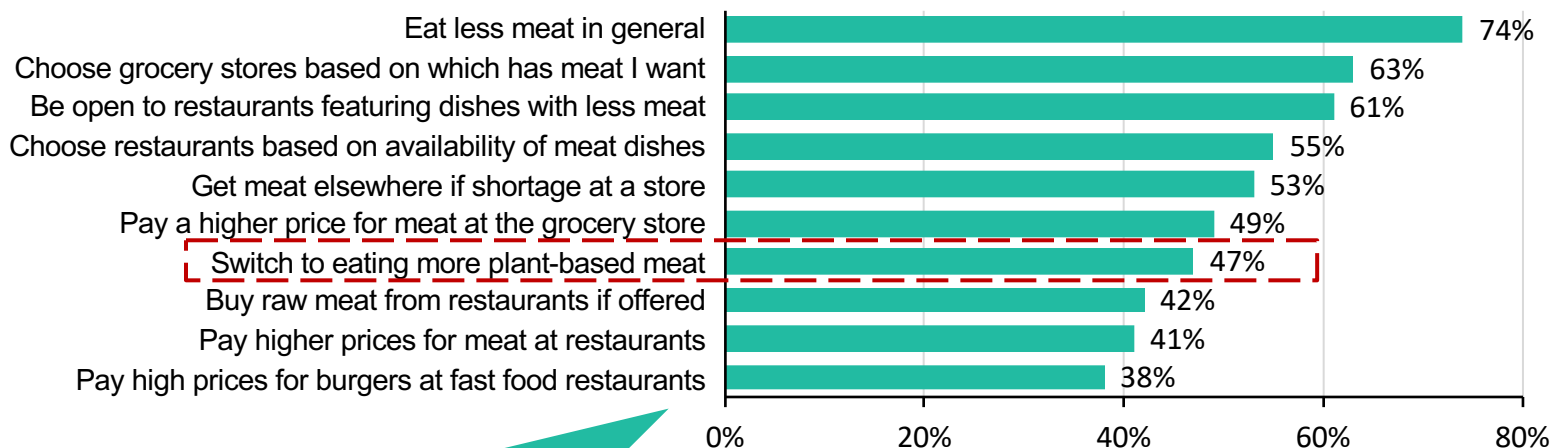 Eat less meat in general 74%
Choose grocery stores based on which has meat I want 63%
Be open to restaurants featuring dishes with less meat 61%
Choose restaurants based on availability of meat dishes 55%
Get meat elsewhere if shortage at a store 53%
Pay a higher price for meat at the grocery store 49%
Switch to eating more plant-based meat 47%
Buy raw meat from restaurants if offered 42%
Pay higher prices for meat at restaurants 41%
Pay high prices for burgers at fast food restaurants 38%
0% 20% 40% 60% 80%